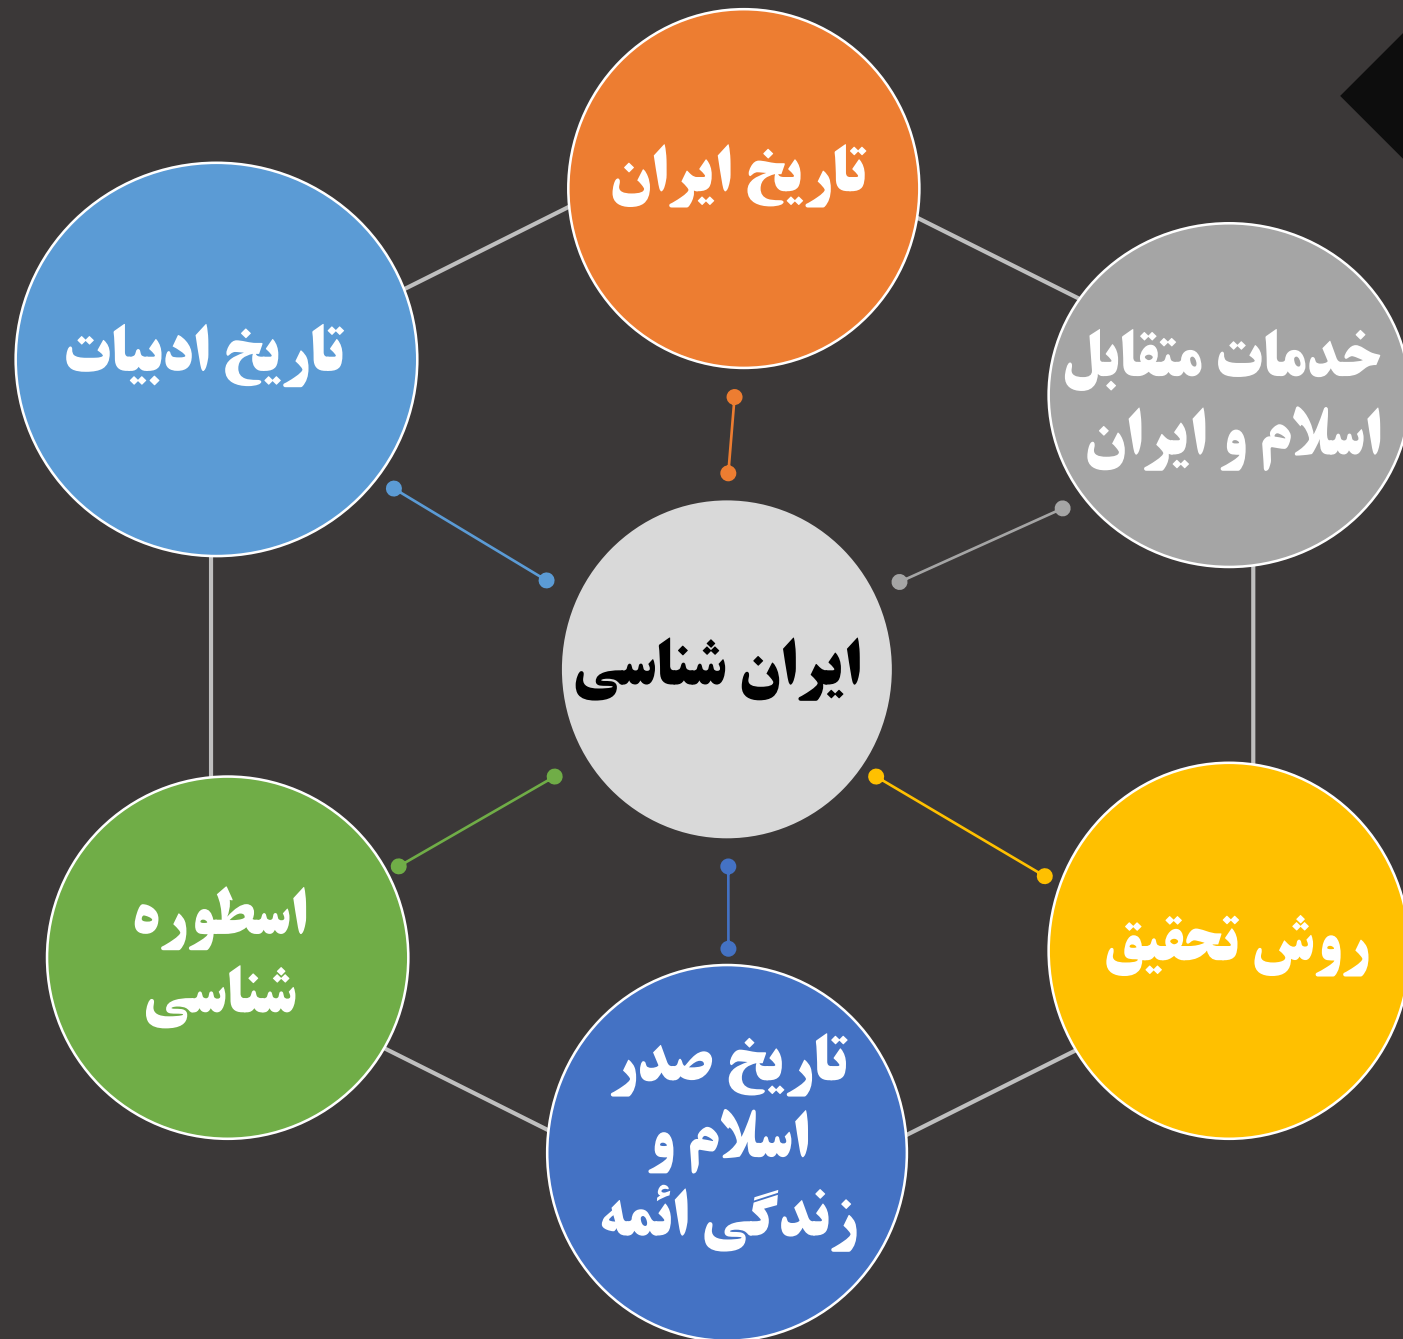 تاریخ ایران
خدمات متقابل
اسلام و ایران
تاریخ ادبیات
ایران شناسی
روش تحقیق
اسطوره
شناسی
تاریخ صدر
اسلام و
زندگی ائمه